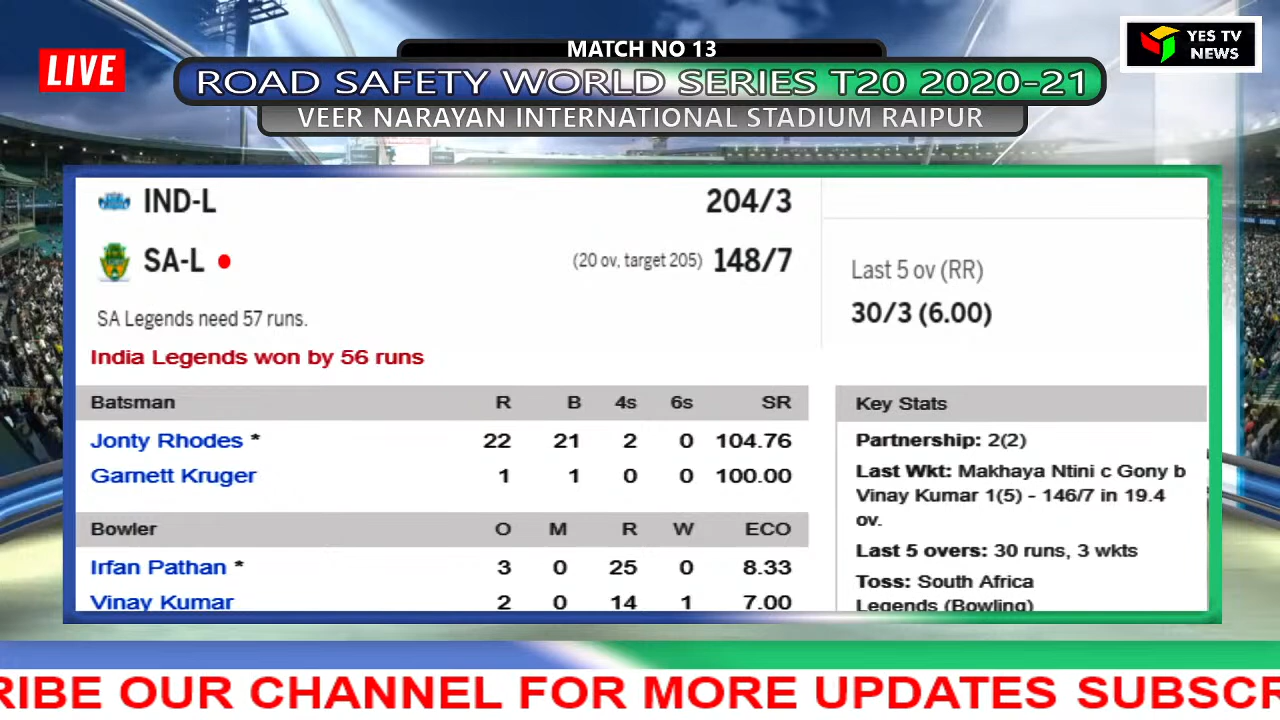 MATCH NO 13
LIVE
YES TV
NEWS
ROAD SAFETY WORLD SERIES T20 2020-21
VEER NARAYAN INTERNATIONAL STADIUM RAIPUR
IND-L 204/3
SA-L (20 ov, target 205) 148/7
Last 5 ov (RR)
30/3 (6.00)
SA Legends need 57 runs.
India Legends won by 56 runs
Batsman R B 4s 6s SR
Jonty Rhodes * 22 21 2 0 104.76
Garnett Kruger 1 1 0 0 100.00
Bowler O M R W ECO
Irfan Pathan * 3 0 25 0 8.33
Vinay Kumar 2 0 14 1 7.00
Key Stats
Partnership: 2(2)
Last Wkt: Makhaya Ntini c Gony b
Vinay Kumar 1(5) - 146/7 in 19.4
ov.
Last 5 overs: 30 runs, 3 wkts
Toss: South Africa
Legends (Bowling)
RIBE OUR CHANNEL FOR MORE UPDATES SUBSCR